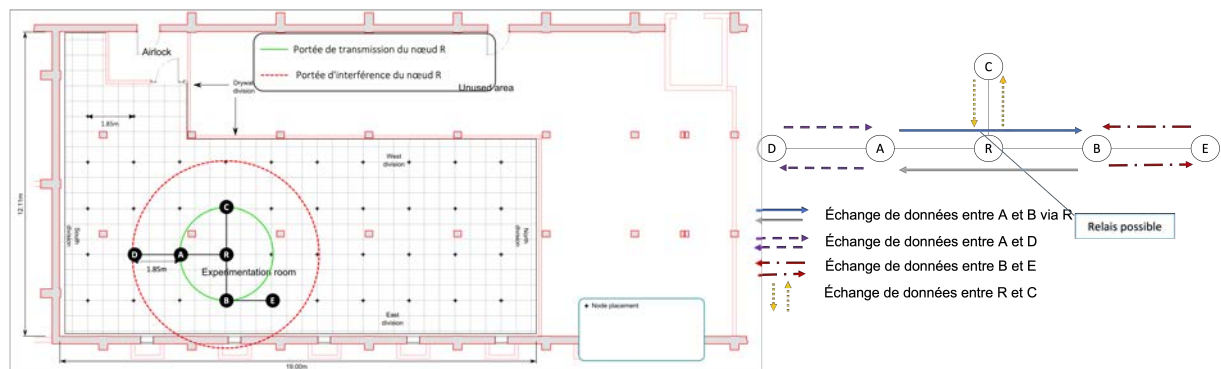 Airlock
Portée de transmission du nœud R
Portée d'interférence du nœud R
Drywall
division
Unused area
1.85m
West
division
12.11m
South
division
North
division
C
D
A
R
1.85m
Experimentation room
B
E
East
division
Node placement
19.00m
C
D
A
R
B
E
Échange de données entre A et B via R
Relais possible
Échange de données entre A et D
Échange de données entre B et E
Échange de données entre R et C